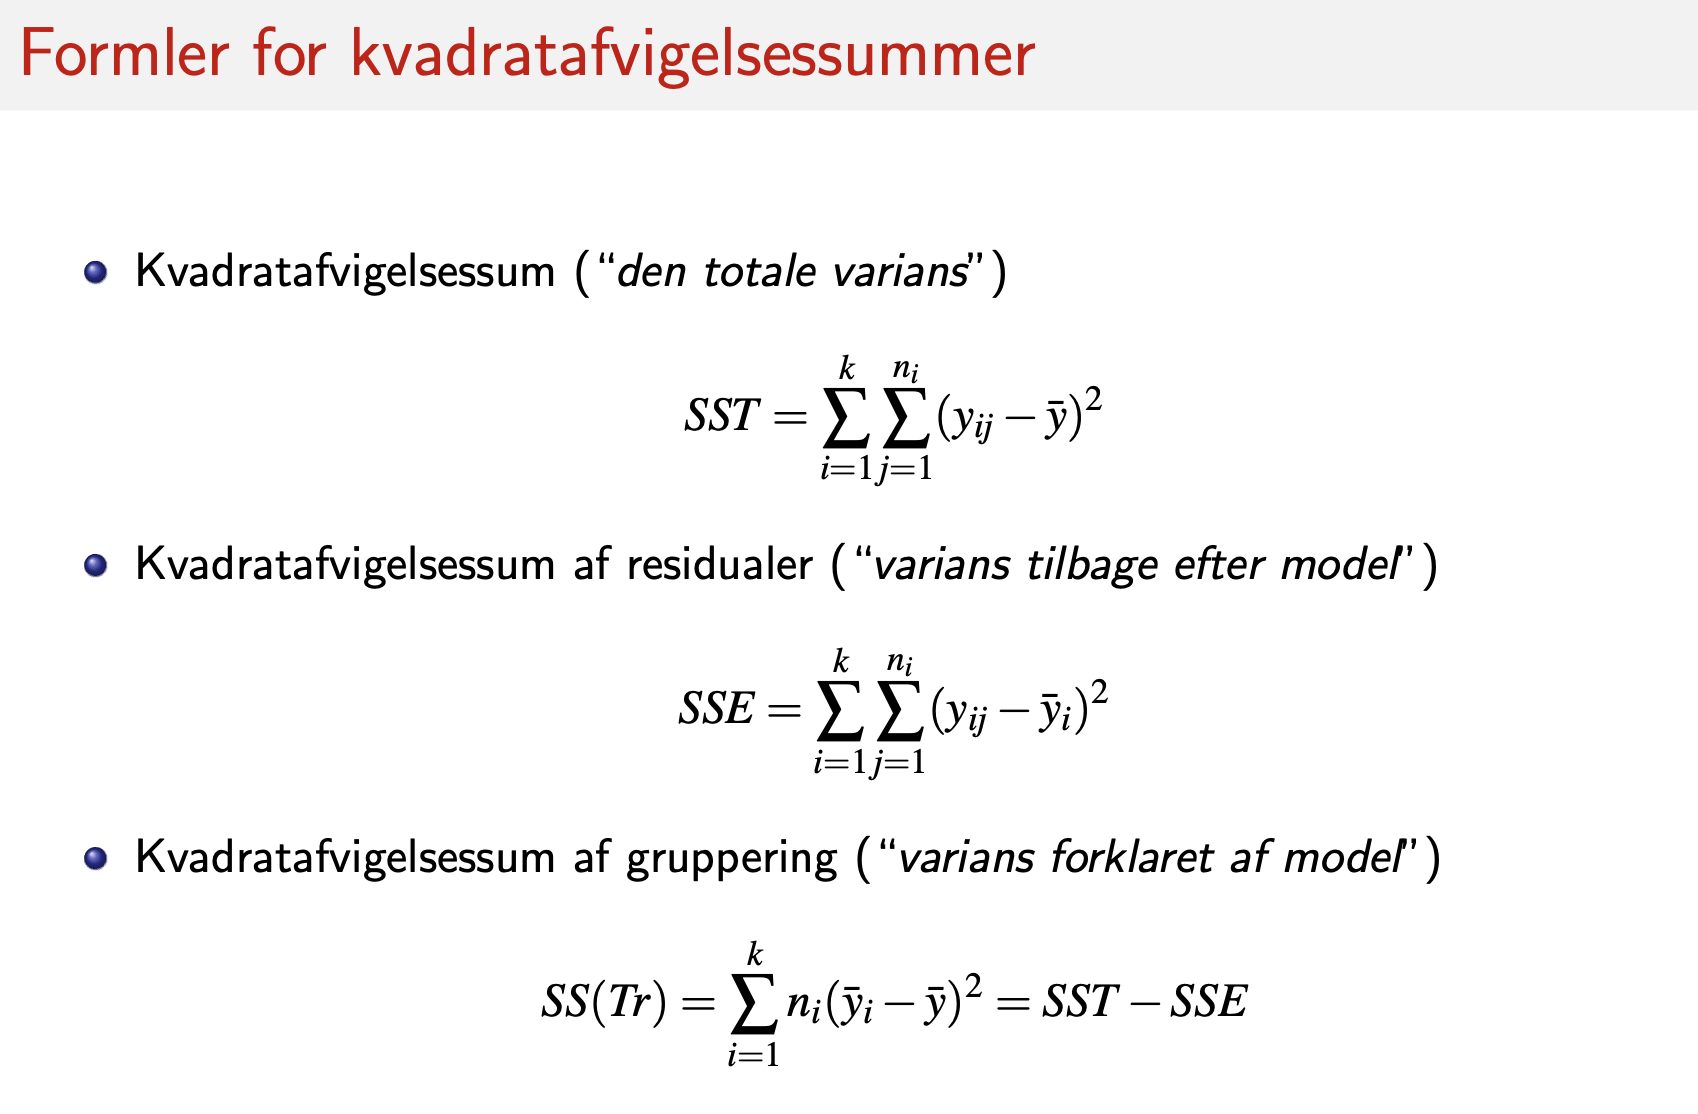 Formler for kvadratafvigelsessummer
Kvadratafvigelsessum (“den totale varians”)
$SST = \sum_{i=1}^{k} \sum_{j=1}^{n_i} (y_{ij} - \bar{y})^2$
Kvadratafvigelsessum af residualer (“varians tilbage efter model”)
$SSE = \sum_{i=1}^{k} \sum_{j=1}^{n_i} (y_{ij} - \bar{y}_i)^2$
Kvadratafvigelsessum af gruppering (“varians forklaret af model”)
$SS(Tr) = \sum_{i=1}^{k} n_i (\bar{y}_i - \bar{y})^2 = SST - SSE$